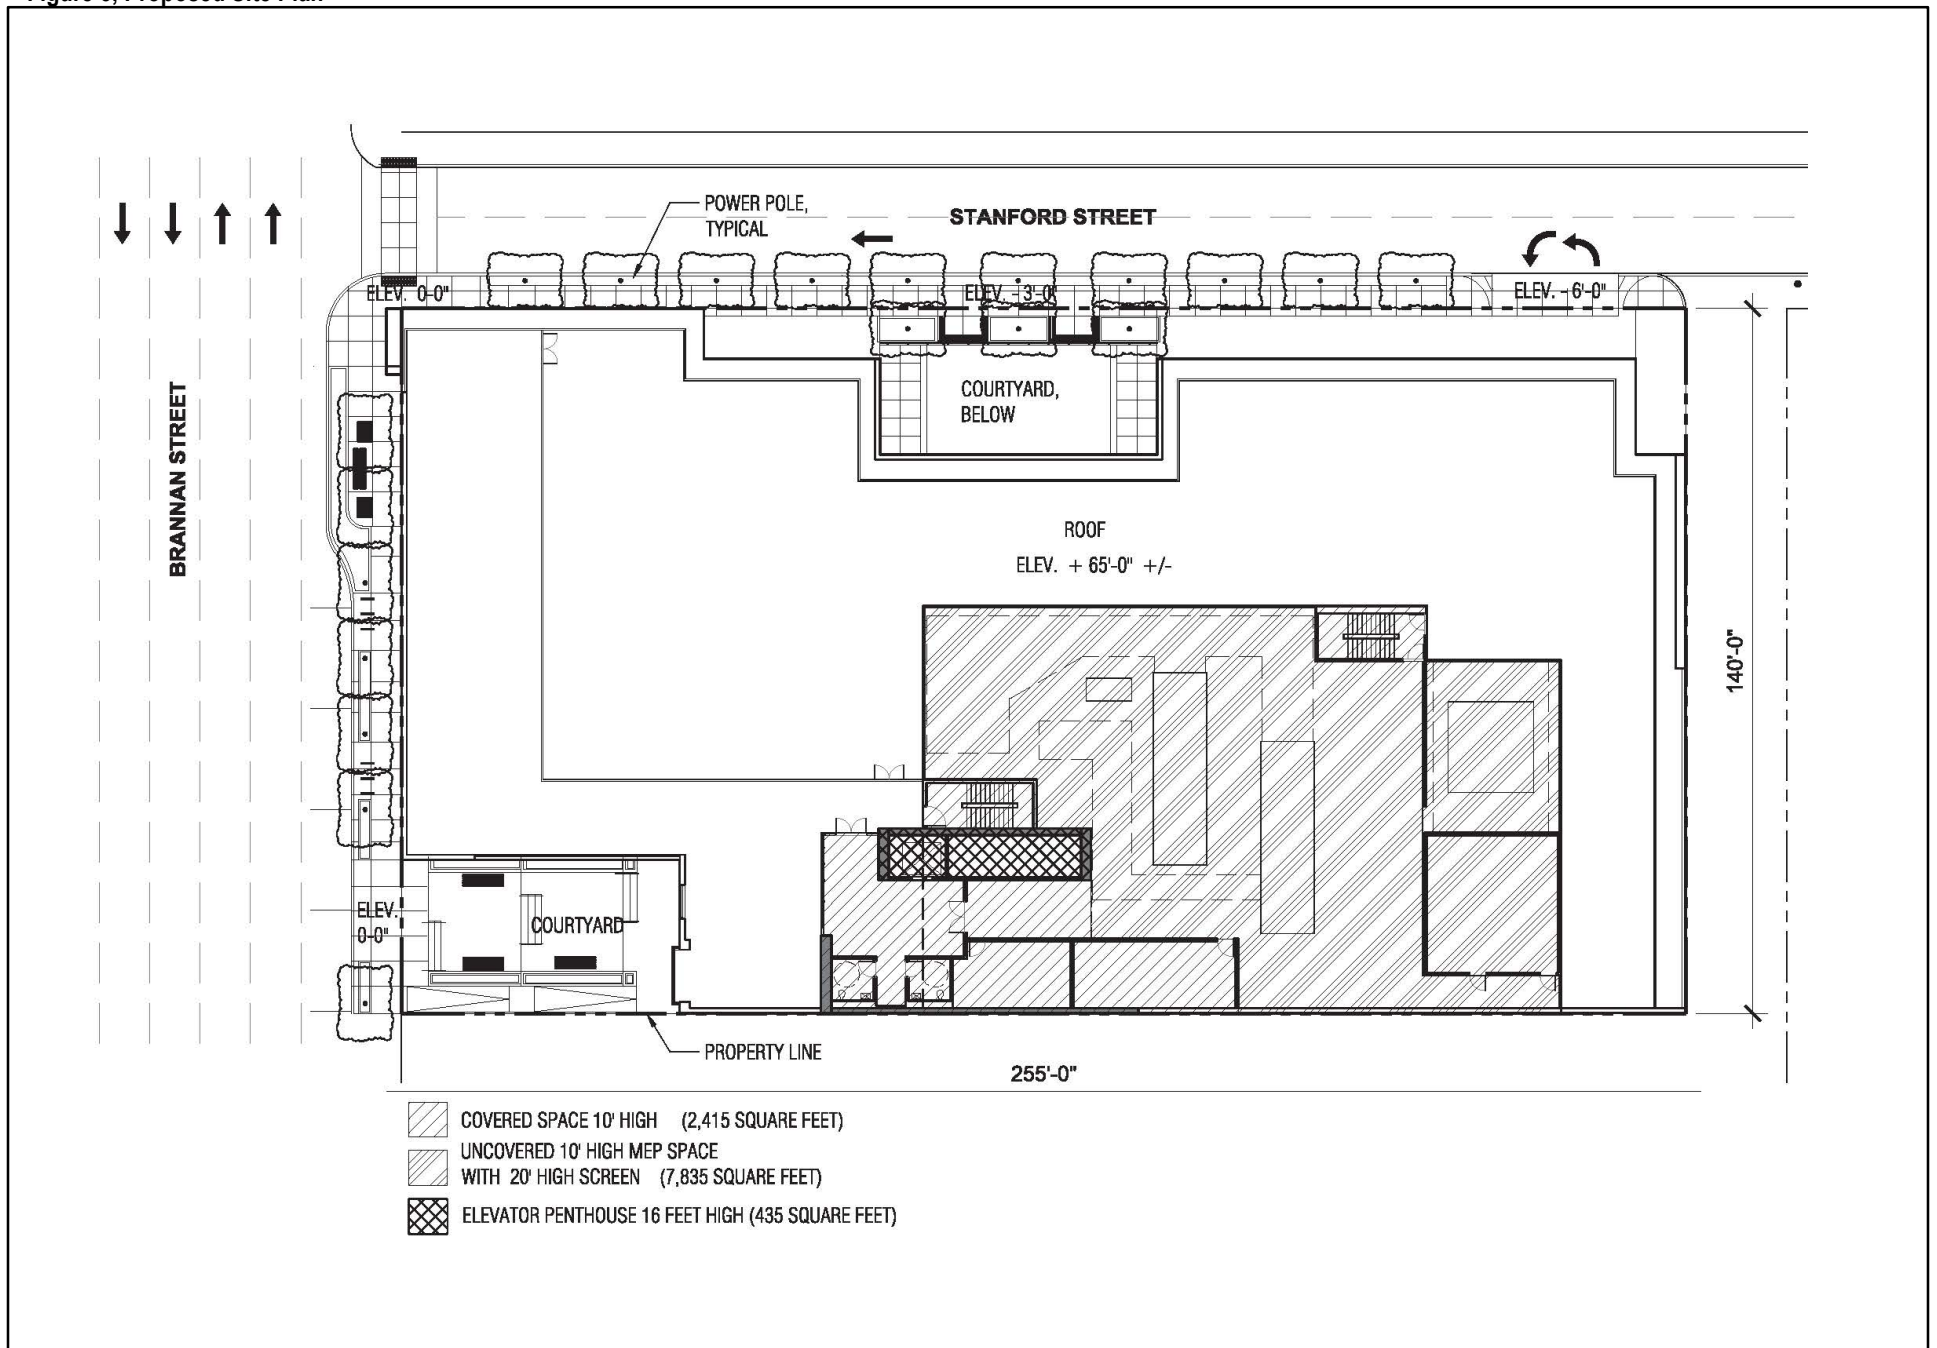 POWER POLE,
TYPICAL
STANFORD STREET
ELEV. 0-0"
ELEV. - 3'-0"
ELEV. - 6'-0"
BRANNAN STREET
COURTYARD,
BELOW
ROOF
ELEV. + 65'-0" +/-
140'-0"
ELEV.
0-0"
COURTYARD
PROPERTY LINE
255'-0"
COVERED SPACE 10' HIGH (2,415 SQUARE FEET)
UNCOVERED 10' HIGH MEP SPACE
WITH 20' HIGH SCREEN (7,835 SQUARE FEET)
ELEVATOR PENTHOUSE 16 FEET HIGH (435 SQUARE FEET)